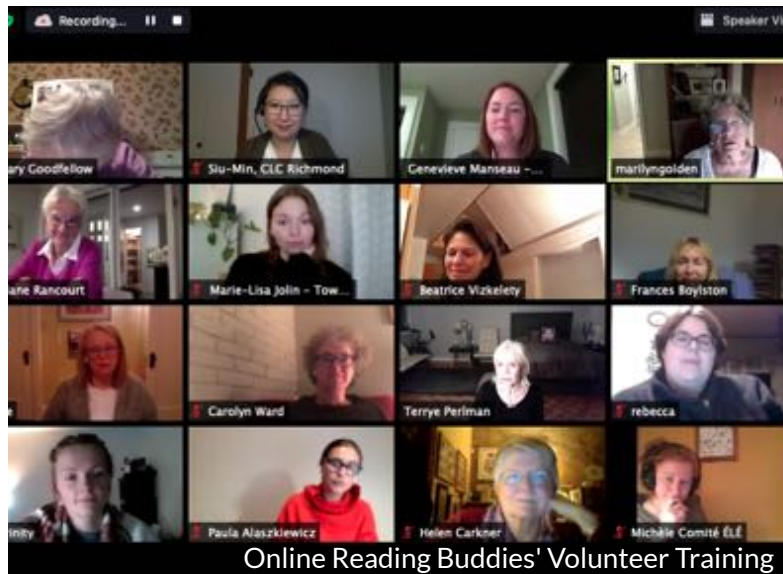 Recording...
Speaker Vi
ary Goodfellow
Siu-Min, CLC Richmond
Genevieve Manseau -...
marilyngolden
ane Rancourt
Marie-Lisa Jolin - Tow...
Beatrice Vizkelety
Frances Boylston
e
Carolyn Ward
Terrye Perlman
rebecca
inity
Paula Alaszkiewicz
Helen Carkner
Michèle Comité ÉLÉ
Online Reading Buddies' Volunteer Training